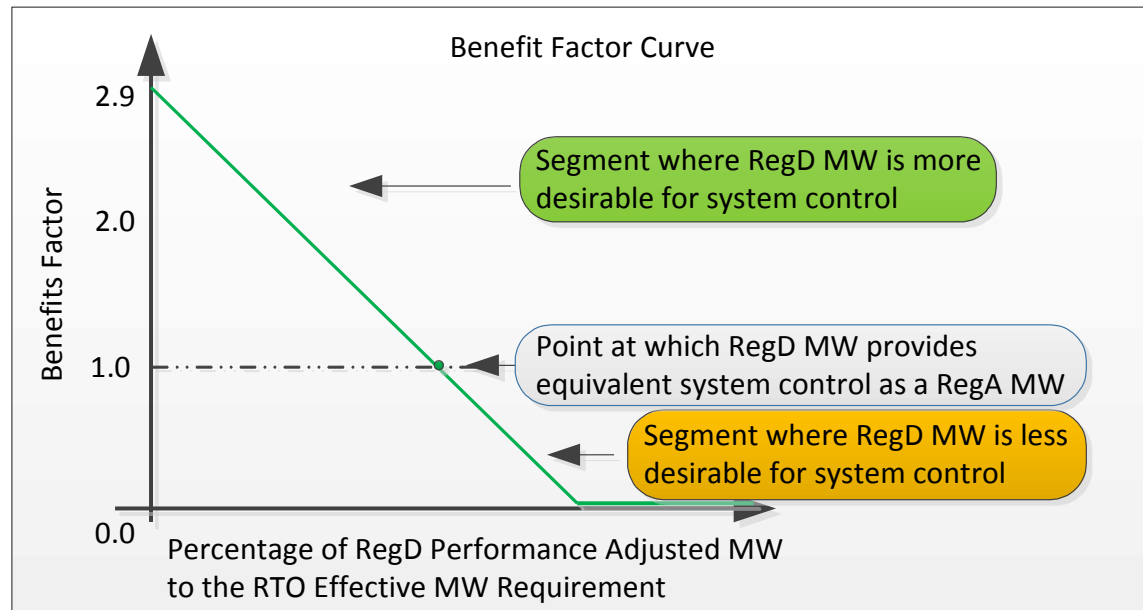 Benefit Factor Curve
2.9
Segment where RegD MW is more
desirable for system control
2.0
Benefits Factor
Point at which RegD MW provides
equivalent system control as a RegA MW
1.0
Segment where RegD MW is less
desirable for system control
0.0
Percentage of RegD Performance Adjusted MW
to the RTO Effective MW Requirement